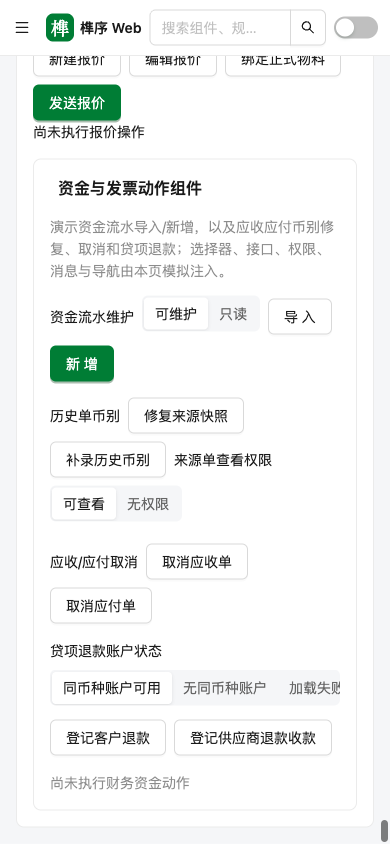 榫 榫序 Web 搜索组件、规...
新建报价 编辑报价 绑定正式物料
发送报价
尚未执行报价操作
资金与发票动作组件
演示资金流水导入/新增，以及应收应付币别修
复、取消和贷项退款；选择器、接口、权限、
消息与导航由本页模拟注入。
资金流水维护 可维护 只读 导 入
新 增
历史单币别 修复来源快照
补录历史币别 来源单查看权限
可查看 无权限
应收/应付取消 取消应收单
取消应付单
贷项退款账户状态
同币种账户可用 无同币种账户 加载失败
登记客户退款 登记供应商退款收款
尚未执行财务资金动作